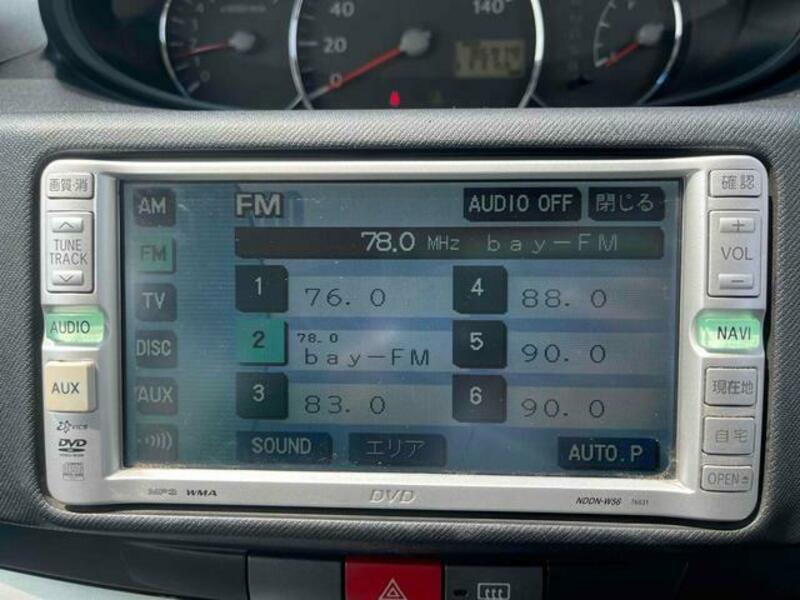 40
20
0
140
画質・消
TUNE
TRACK
AUDIO
AUX
VICS
DVD
MP3 WMA
DVD
NDDN-W56
76031
AM
FM
TV
DISC
AUX
FM
AUDIO OFF
閉じる
78.0 MHz bay-FM
1 76. 0
4 88. 0
2 78. 0
bay-FM
5 90. 0
3 83. 0
6 90. 0
SOUND
エリア
AUTO.P
確認
+
VOL
−
NAVI
現在地
自宅
OPEN